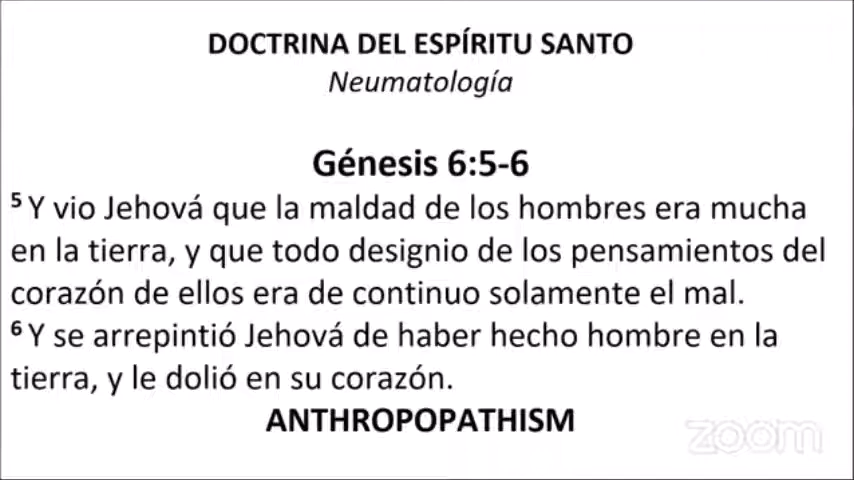 DOCTRINA DEL ESPÍRITU SANTO
Neumatología
Génesis 6:5-6
5 Y vio Jehová que la maldad de los hombres era mucha
en la tierra, y que todo designio de los pensamientos del
corazón de ellos era de continuo solamente el mal.
6 Y se arrepintió Jehová de haber hecho hombre en la
tierra, y le dolió en su corazón.
ANTHROPOPATHISM
zoom